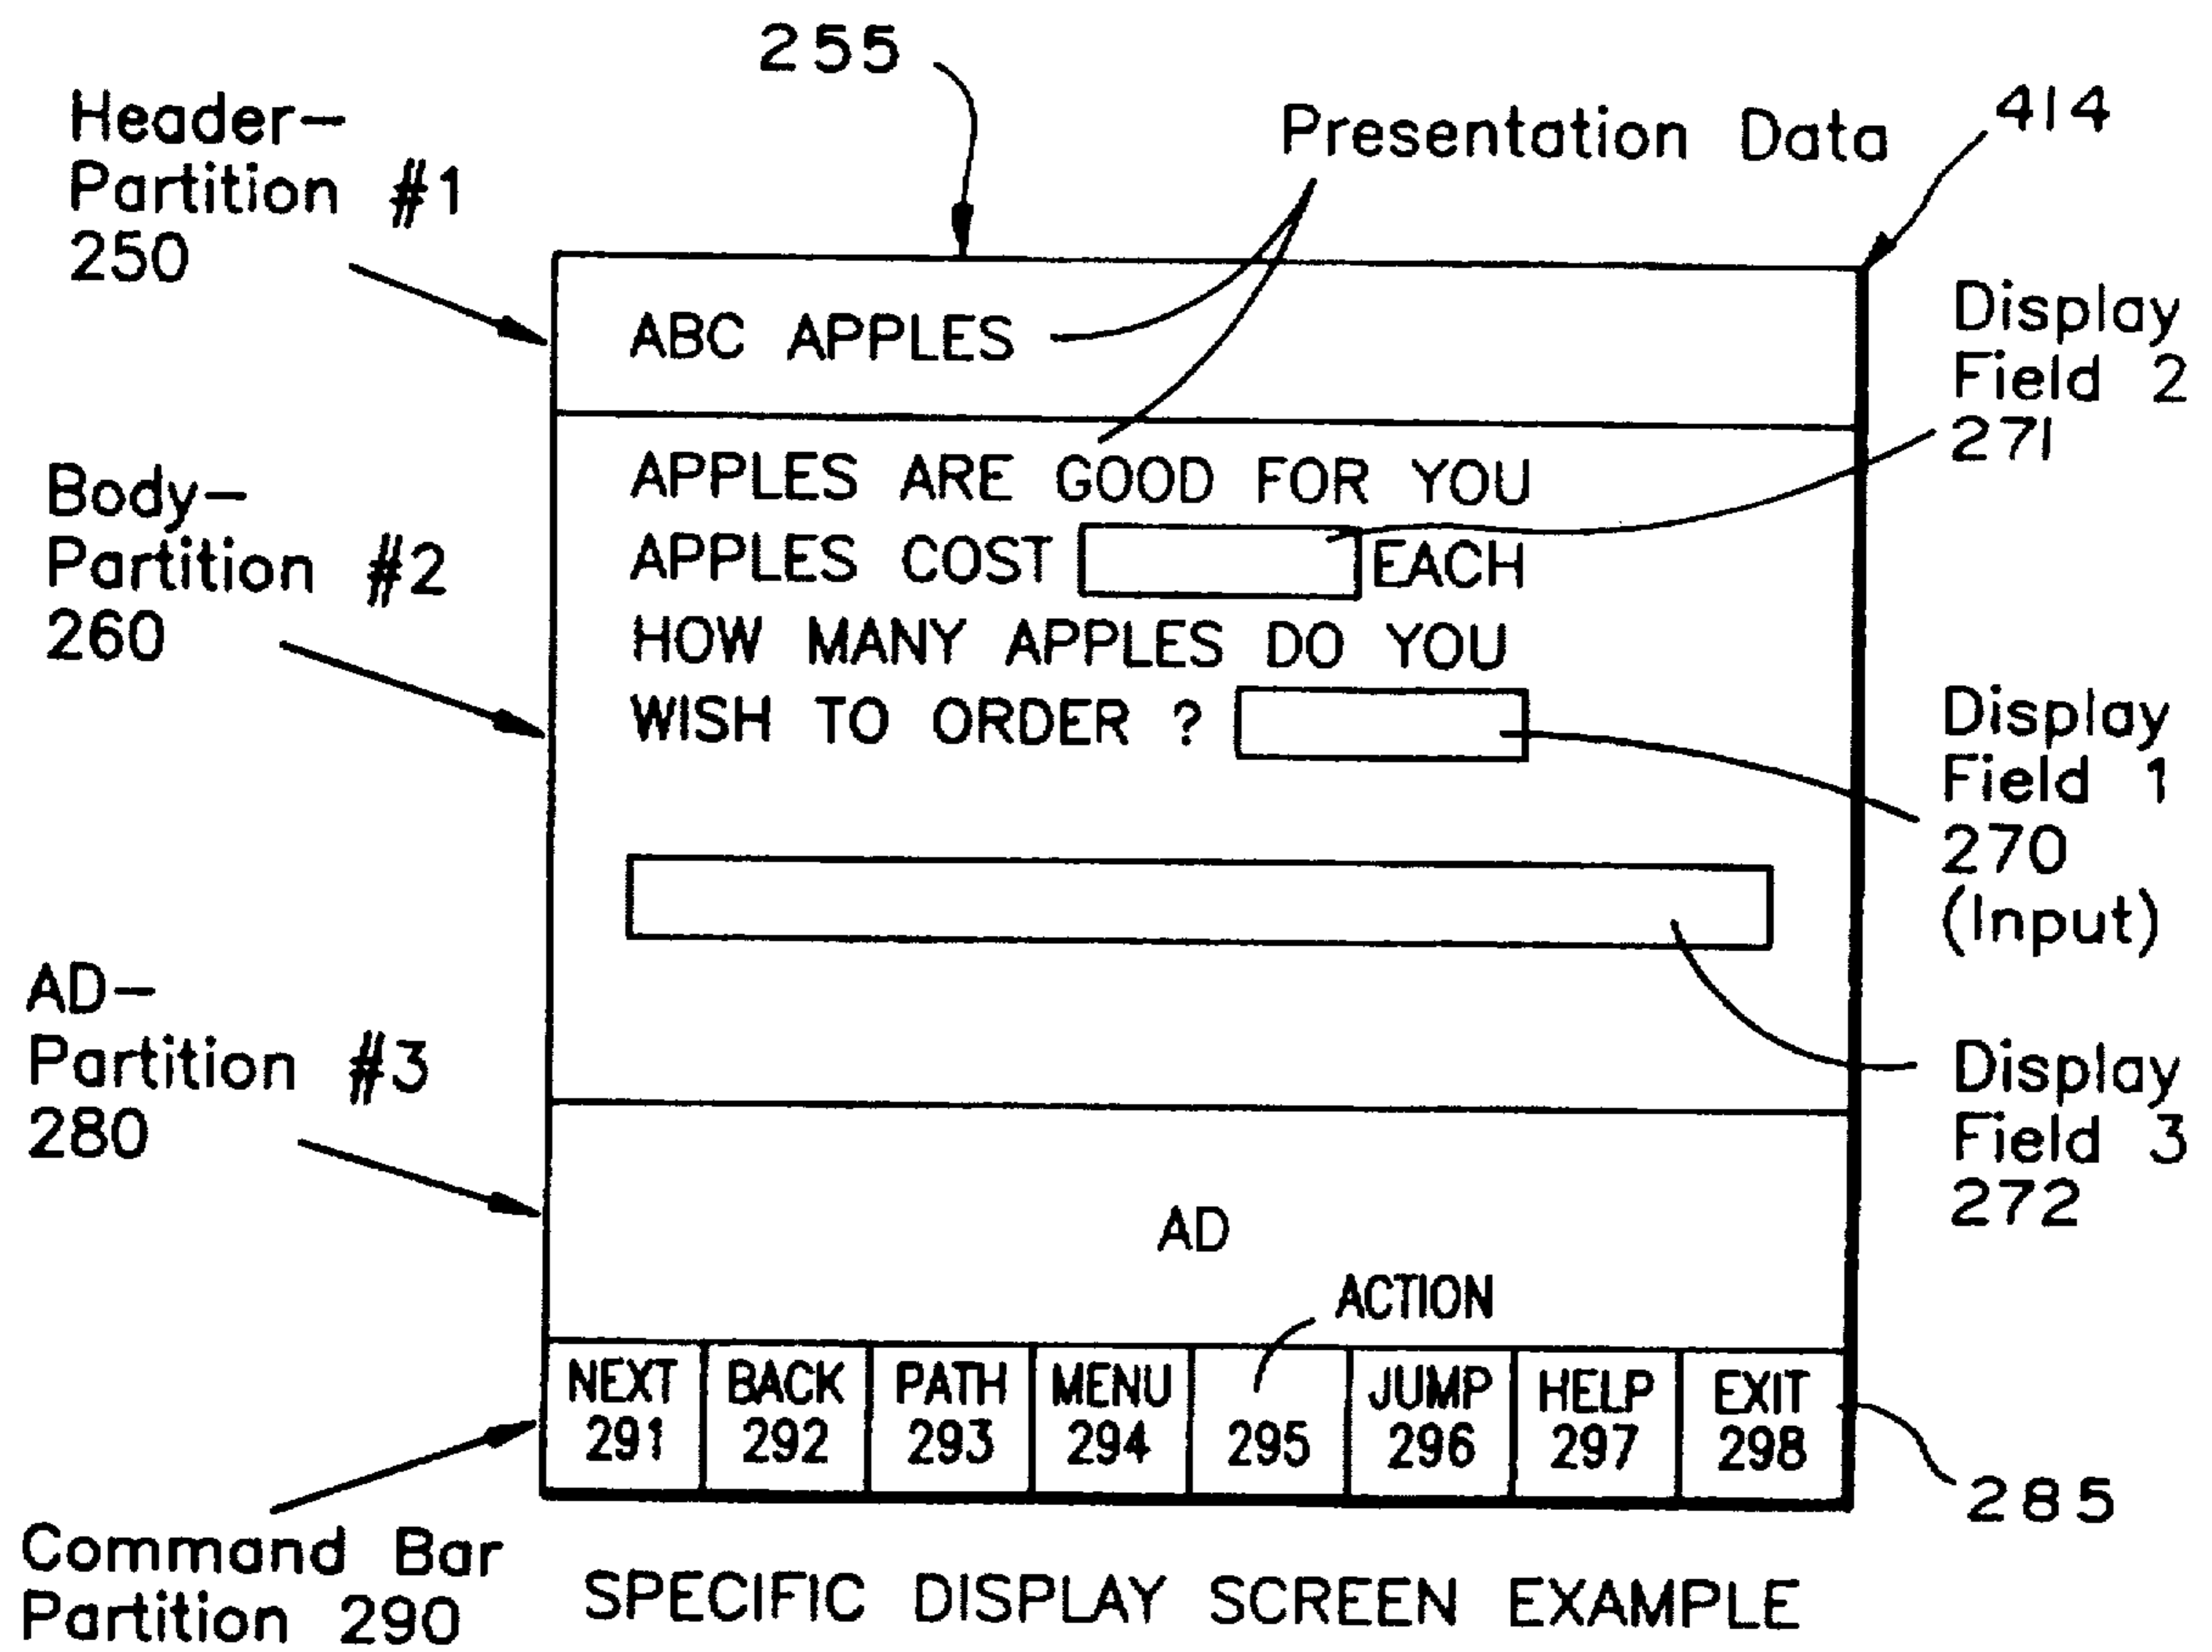 255
Header-
Partition #1
250
Presentation Data
414
ABC APPLES
Display
Field 2
271
Body-
Partition #2
260
APPLES ARE GOOD FOR YOU
APPLES COST EACH
HOW MANY APPLES DO YOU
WISH TO ORDER ?
Display
Field 1
270
(Input)
AD-
Partition #3
280
Display
Field 3
272
AD
ACTION
NEXT BACK PATH MENU JUMP HELP EXIT
291 292 293 294 295 296 297 298
285
Command Bar
Partition 290
SPECIFIC DISPLAY SCREEN EXAMPLE